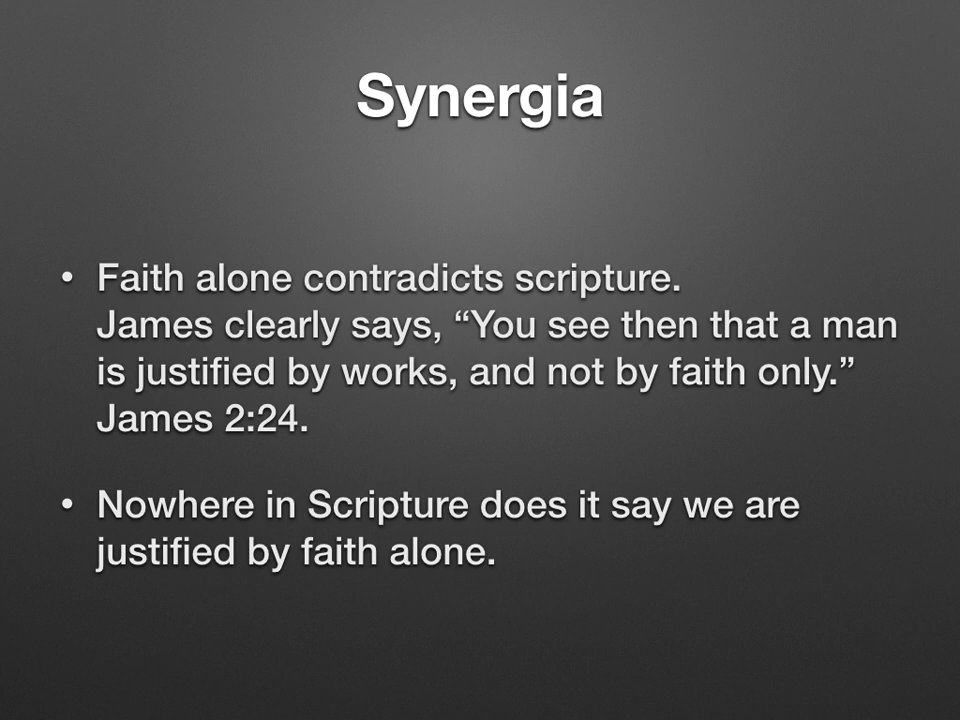 Synergia
• Faith alone contradicts scripture.
James clearly says, “You see then that a man
is justified by works, and not by faith only.”
James 2:24.
• Nowhere in Scripture does it say we are
justified by faith alone.